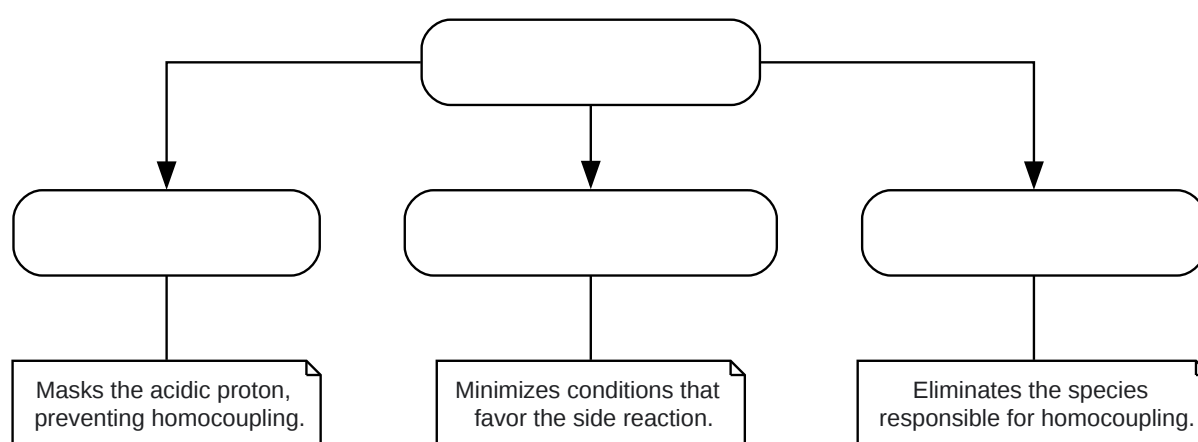 Masks the acidic proton,
preventing homocoupling.
Minimizes conditions that
favor the side reaction.
Eliminates the species
responsible for homocoupling.